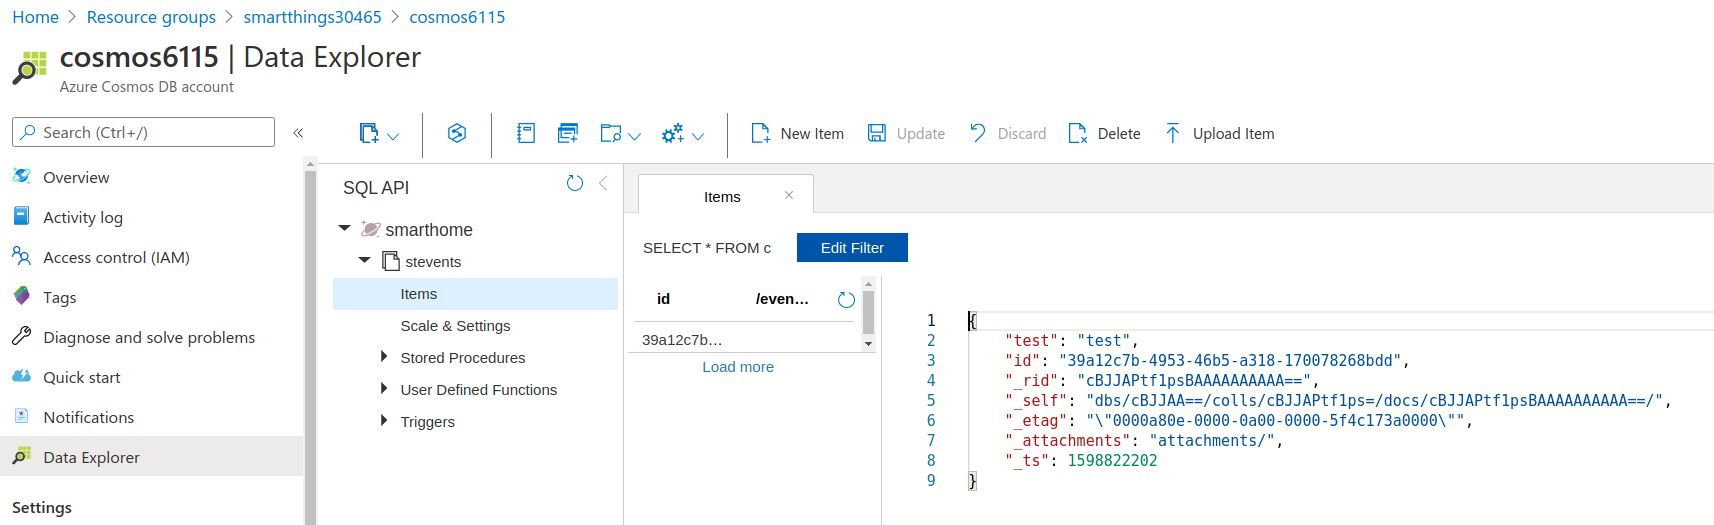 Home > Resource groups > smartthings30465 > cosmos6115
cosmos6115 | Data Explorer
Azure Cosmos DB account
Search (Ctrl+/)
«
New Item
Update
Discard
Delete
Upload Item
Overview
Activity log
Access control (IAM)
Tags
Diagnose and solve problems
Quick start
Notifications
Data Explorer
Settings
SQL API
smarthome
stevents
Items
Scale & Settings
Stored Procedures
User Defined Functions
Triggers
Items
SELECT * FROM c
Edit Filter
id /even...
39a12c7b...
Load more
1 {
2 "test": "test",
3 "id": "39a12c7b-4953-46b5-a318-170078268bdd",
4 "_rid": "cBJJAPtf1psBAAAAAAAAAA==",
5 "_self": "dbs/cBJJAA==/colls/cBJJAPtf1ps=/docs/cBJJAPtf1psBAAAAAAAAAA==/",
6 "_etag": "\"0000a80e-0000-0a00-0000-5f4c173a0000\"",
7 "_attachments": "attachments/",
8 "_ts": 1598822202
9 }